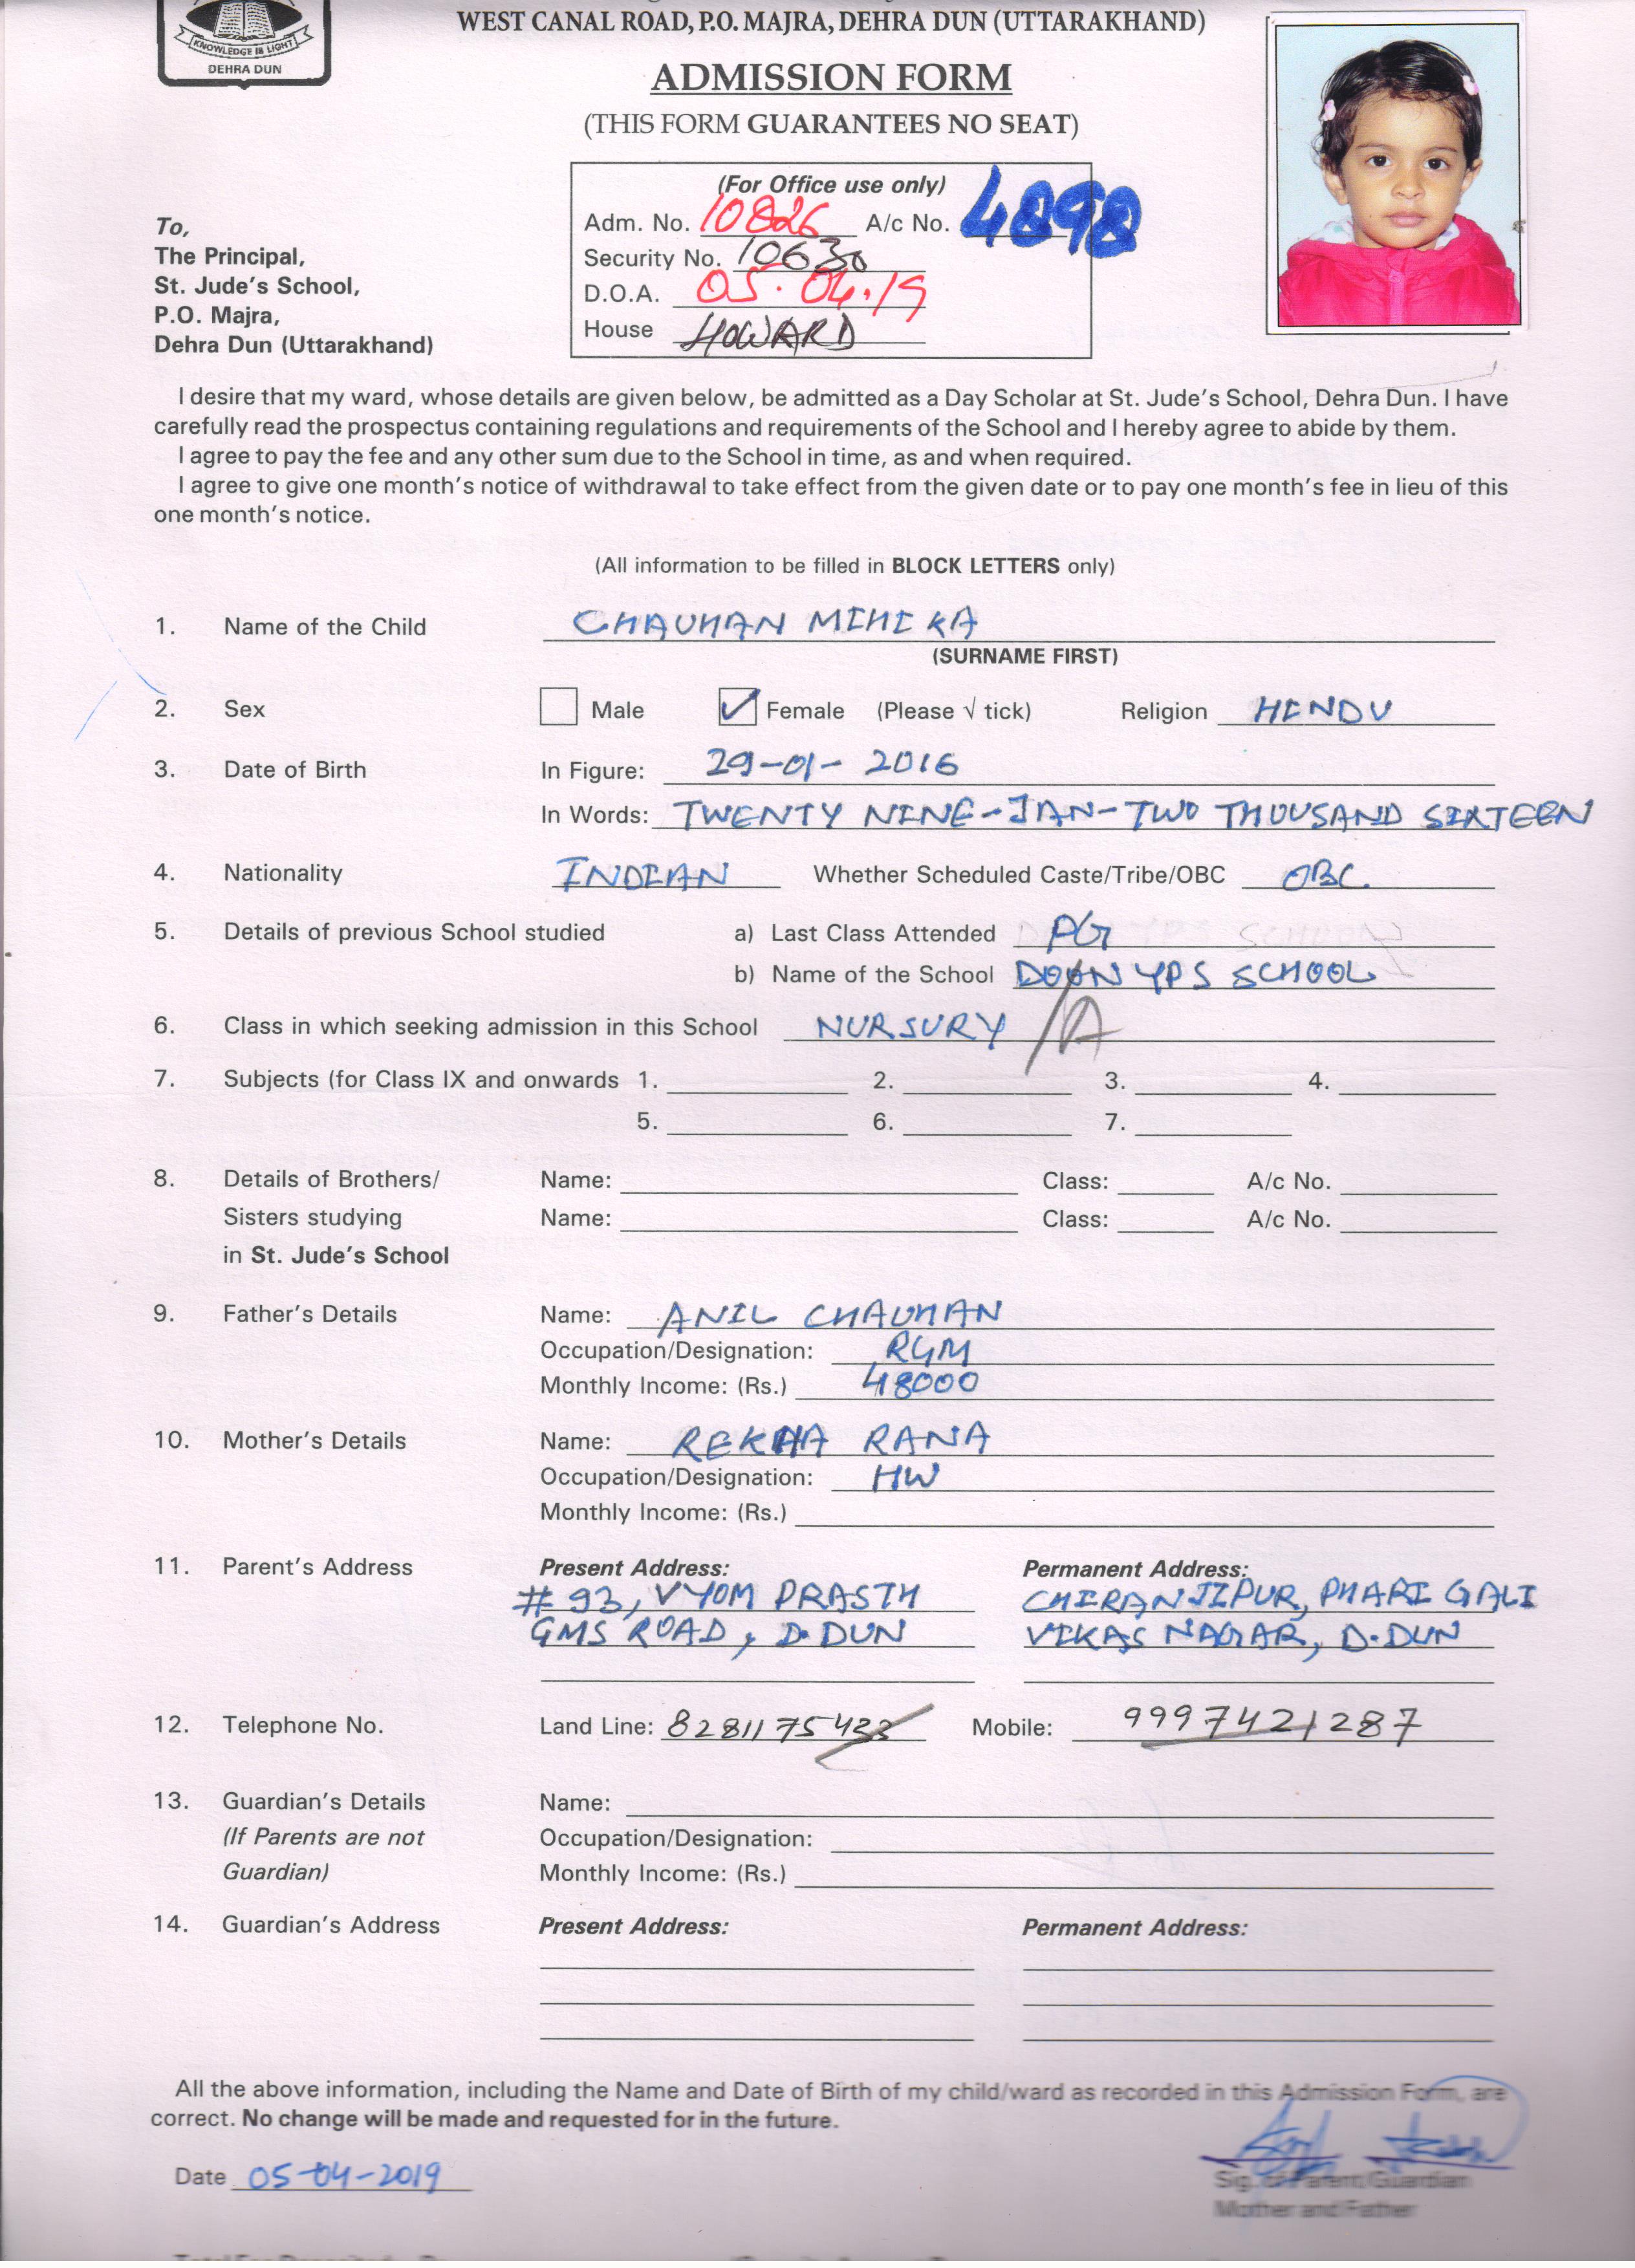 KNOWLEDGE IS LIGHT
DEHRA DUN
WEST CANAL ROAD, P.O. MAJRA, DEHRA DUN (UTTARAKHAND)
ADMISSION FORM
(THIS FORM GUARANTEES NO SEAT)
(For Office use only)
Adm. No. 10826 A/c No. 4898
Security No. 10630
D.O.A. 05.04.19
House HOWARD
To,
The Principal,
St. Jude's School,
P.O. Majra,
Dehra Dun (Uttarakhand)
I desire that my ward, whose details are given below, be admitted as a Day Scholar at St. Jude's School, Dehra Dun. I have
carefully read the prospectus containing regulations and requirements of the School and I hereby agree to abide by them.
I agree to pay the fee and any other sum due to the School in time, as and when required.
I agree to give one month's notice of withdrawal to take effect from the given date or to pay one month's fee in lieu of this
one month's notice.
(All information to be filled in BLOCK LETTERS only)
1. Name of the Child CHAUHAN MIHIKA
(SURNAME FIRST)
2. Sex Male ✓ Female (Please √ tick) Religion HINDU
3. Date of Birth In Figure: 29-01-2016
In Words: TWENTY NINE-JAN-TWO THOUSAND SIXTEEN
4. Nationality INDIAN Whether Scheduled Caste/Tribe/OBC OBC.
5. Details of previous School studied a) Last Class Attended PG
b) Name of the School DOON YPS SCHOOL
6. Class in which seeking admission in this School NURSURY /A
7. Subjects (for Class IX and onwards 1. 2. 3. 4.
5. 6. 7.
8. Details of Brothers/ Name: Class: A/c No.
Sisters studying Name: Class: A/c No.
in St. Jude's School
9. Father's Details Name: ANIL CHAUHAN
Occupation/Designation: RGM
Monthly Income: (Rs.) 48000
10. Mother's Details Name: REKHA RANA
Occupation/Designation: HW
Monthly Income: (Rs.)
11. Parent's Address Present Address: Permanent Address:
# 93, VYOM PRASTH CHIRANJIPUR, PHARI GALI
GMS ROAD, D.DUN VIKAS NAGAR, D.DUN
12. Telephone No. Land Line: 8281175423 Mobile: 9997421287
13. Guardian's Details Name:
(If Parents are not Occupation/Designation:
Guardian) Monthly Income: (Rs.)
14. Guardian's Address Present Address: Permanent Address:
All the above information, including the Name and Date of Birth of my child/ward as recorded in this Admission Form, are
correct. No change will be made and requested for in the future.
Date 05-04-2019
Sig. of Parent/Guardian
Mother and Father